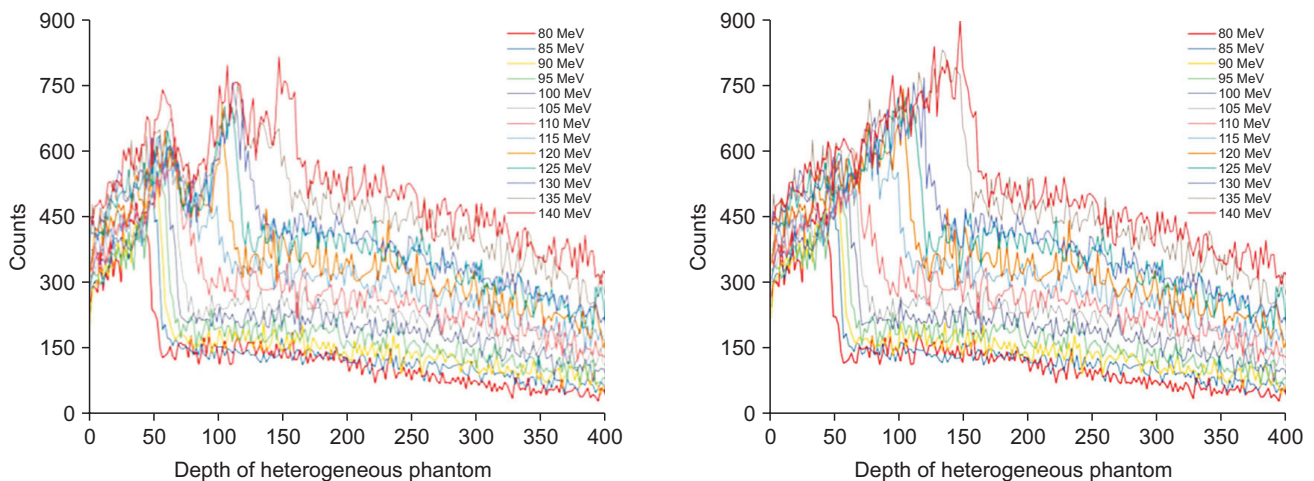 900
750
600
450
300
150
0
Counts
0 50 100 150 200 250 300 350 400
Depth of heterogeneous phantom
80 MeV
85 MeV
90 MeV
95 MeV
100 MeV
105 MeV
110 MeV
115 MeV
120 MeV
125 MeV
130 MeV
135 MeV
140 MeV
900
750
600
450
300
150
0
Counts
0 50 100 150 200 250 300 350 400
Depth of heterogeneous phantom
80 MeV
85 MeV
90 MeV
95 MeV
100 MeV
105 MeV
110 MeV
115 MeV
120 MeV
125 MeV
130 MeV
135 MeV
140 MeV